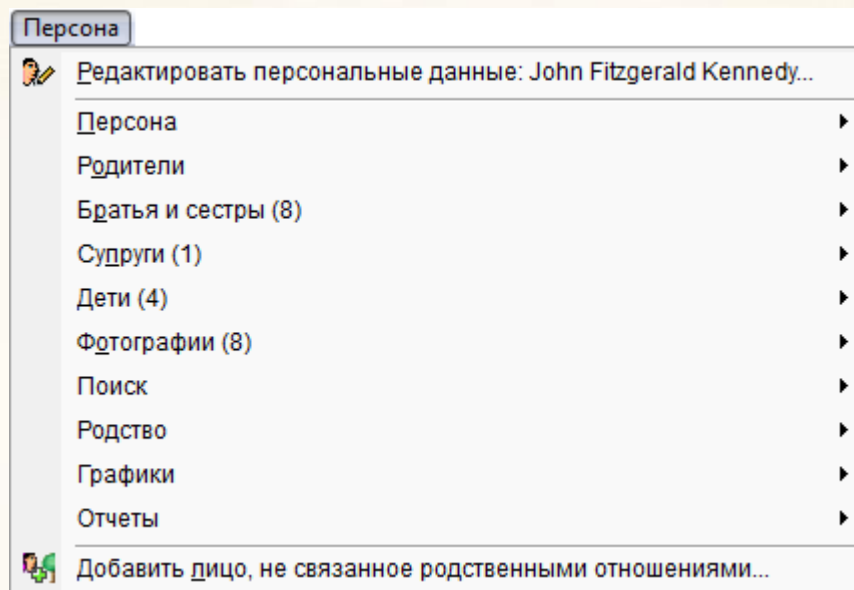 Персона
Редактировать персональные данные: John Fitzgerald Kennedy...
Персона
Родители
Братья и сестры (8)
Супруги (1)
Дети (4)
Фотографии (8)
Поиск
Родство
Графики
Отчеты
Добавить лицо, не связанное родственными отношениями...